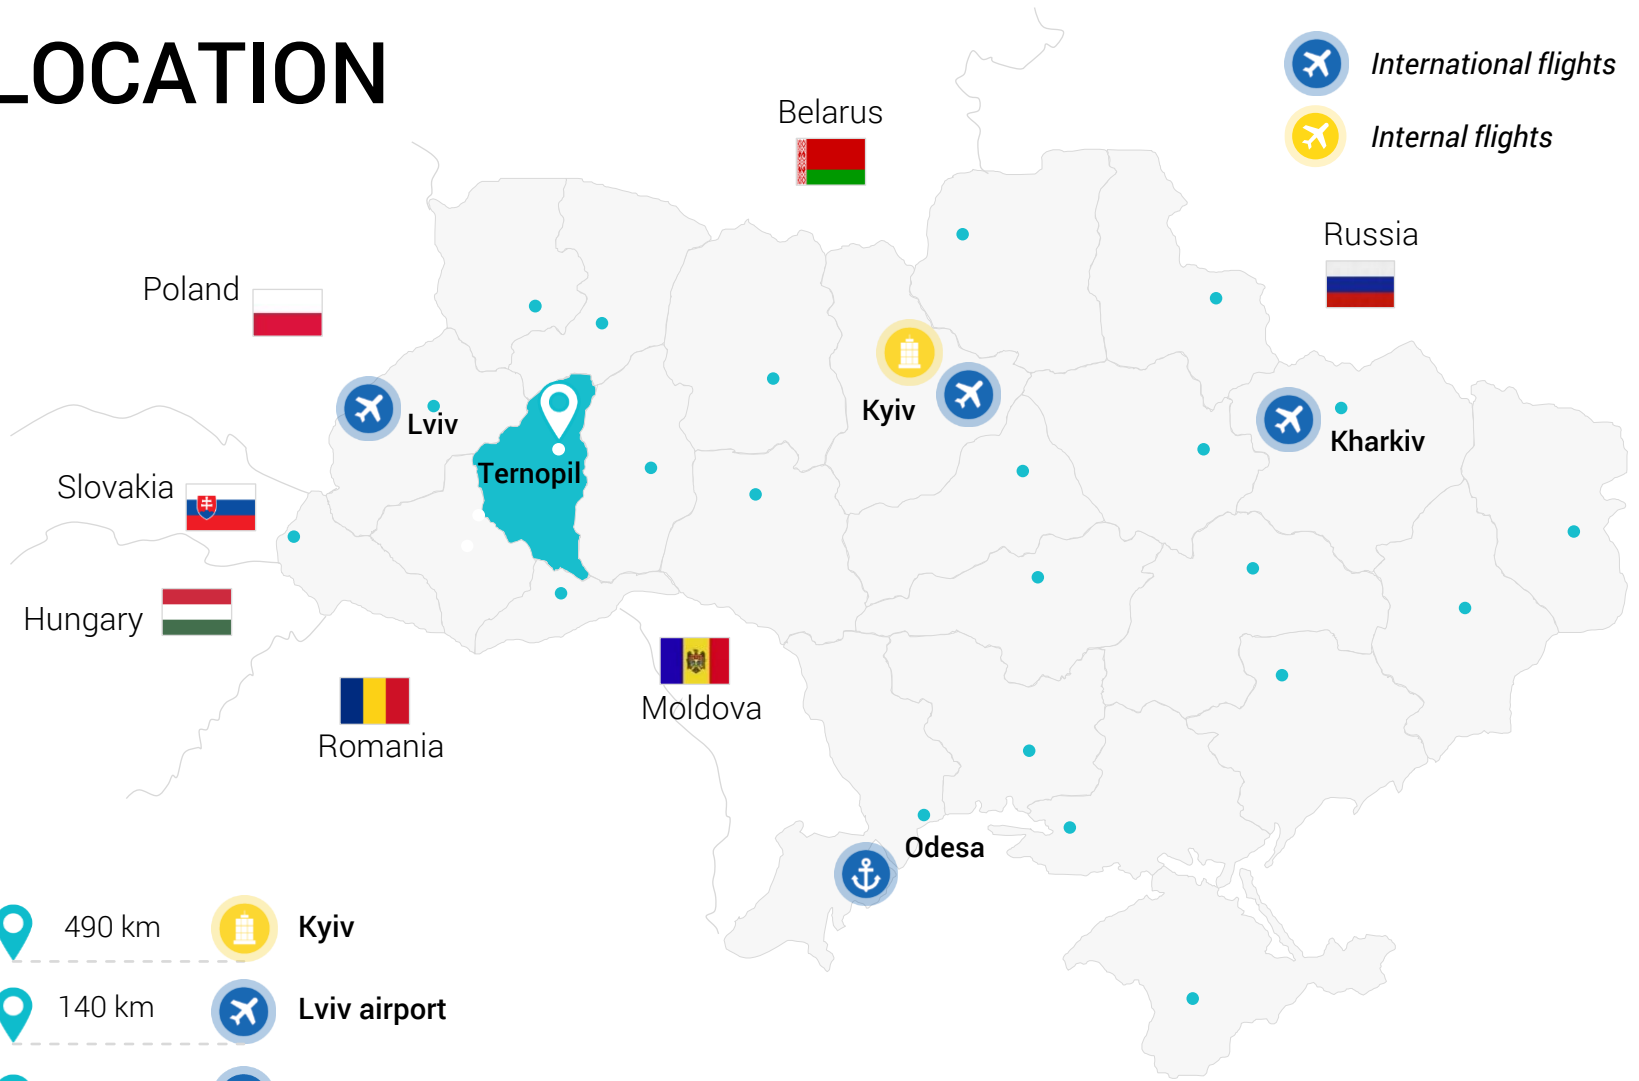 LOCATION
International flights
Internal flights
Belarus
Russia
Poland
Kyiv
Lviv
Kharkiv
Ternopil
Slovakia
Hungary
Moldova
Romania
Odesa
490 km Kyiv
140 km Lviv airport